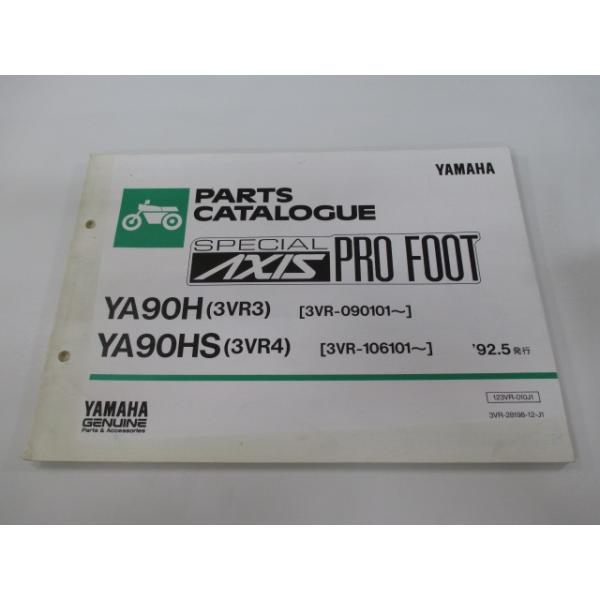 YAMAHA
PARTS
CATALOGUE
SPECIAL
AXIS PRO FOOT
YA90H(3VR3) [3VR-090101~]
YA90HS(3VR4) [3VR-106101~] '92.5発行
YAMAHA
GENUINE
Parts & Accessories
123VR-010J1
3VR-28198-12-J1